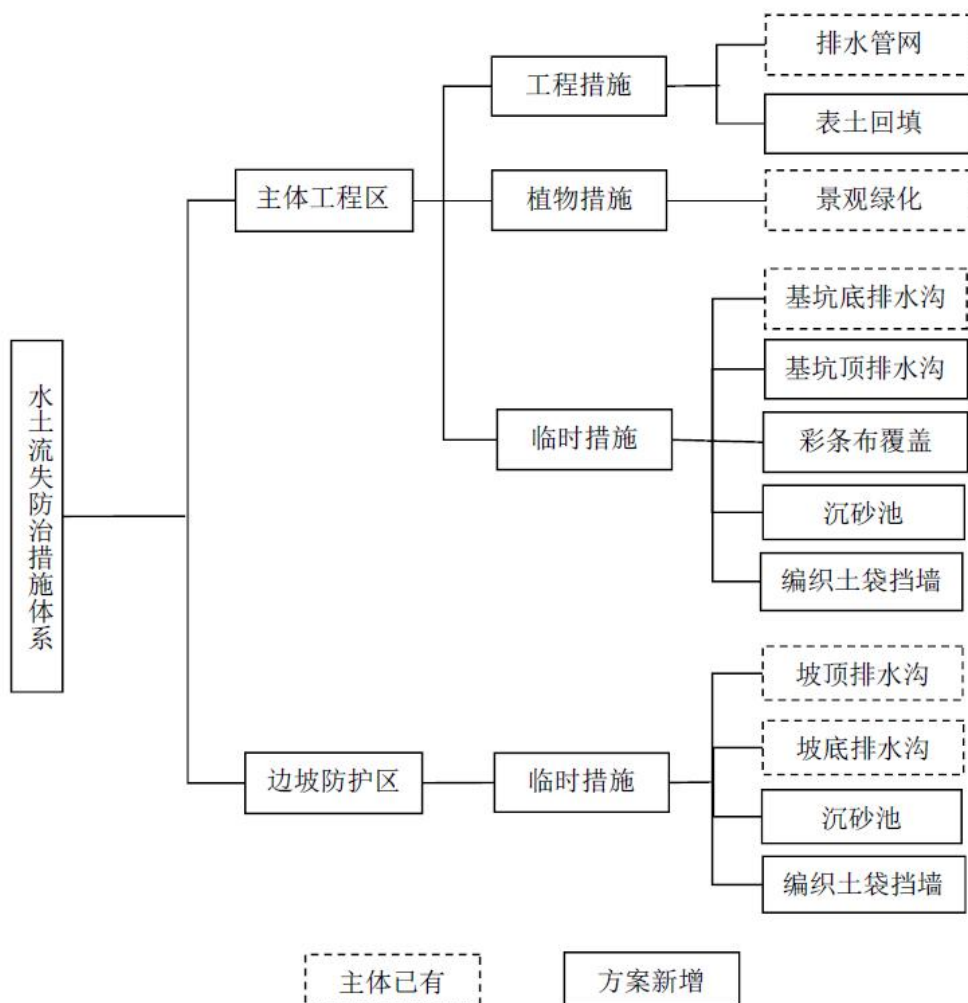 水土流失防治措施体系
主体工程区
工程措施
排水管网
表土回填
植物措施
景观绿化
临时措施
基坑底排水沟
基坑顶排水沟
彩条布覆盖
沉砂池
编织土袋挡墙
边坡防护区
临时措施
坡顶排水沟
坡底排水沟
沉砂池
编织土袋挡墙
主体已有
方案新增